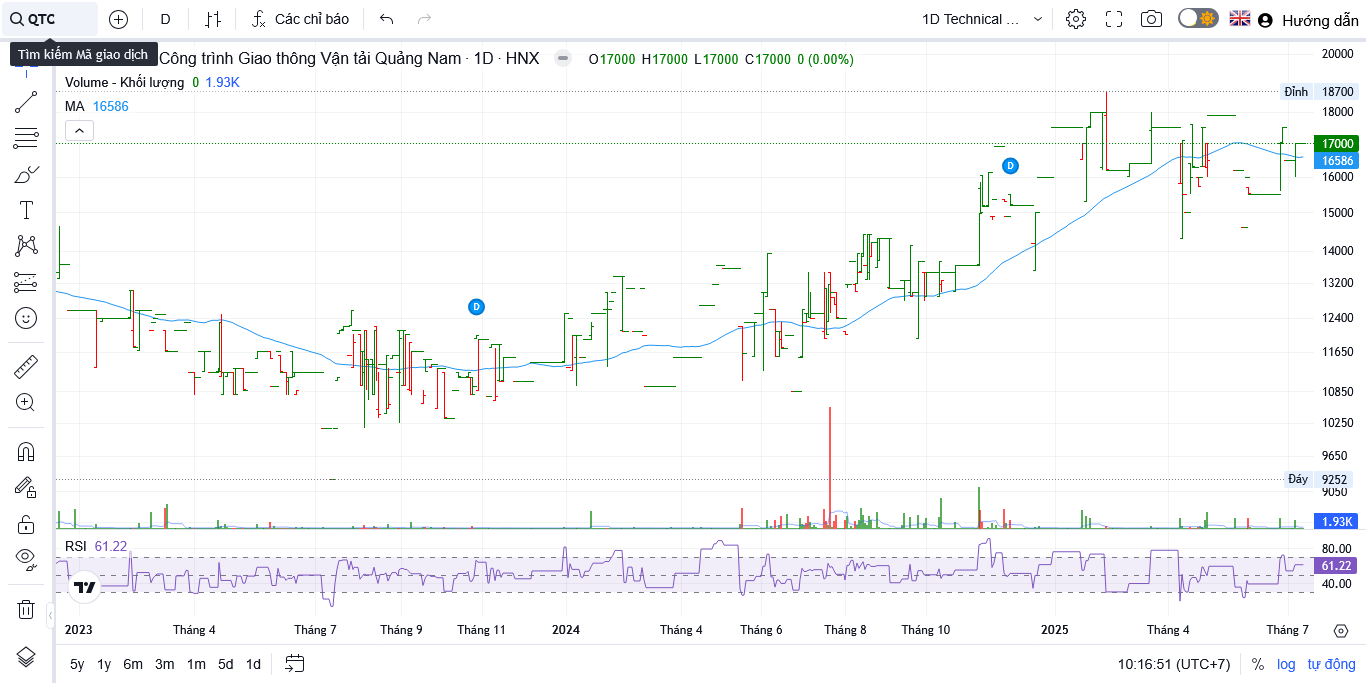 QTC D Các chỉ báo 1D Technical ... Hướng dẫn
Tìm kiếm Mã giao dịch
Công trình Giao thông Vận tải Quảng Nam · 1D · HNX O17000 H17000 L17000 C17000 0 (0.00%)
Volume - Khối lượng 0 1.93K
MA 16586
20000
Đỉnh 18700
18000
17000
16586
16000
15000
14000
13200
12400
11650
10850
10250
9650
Đáy 9252
9050
1.93K
D
D
RSI 61.22
80.00
61.22
40.00
2023 Tháng 4 Tháng 7 Tháng 9 Tháng 11 2024 Tháng 4 Tháng 6 Tháng 8 Tháng 10 2025 Tháng 4 Tháng 7
5y 1y 6m 3m 1m 5d 1d 10:16:51 (UTC+7) % log tự động